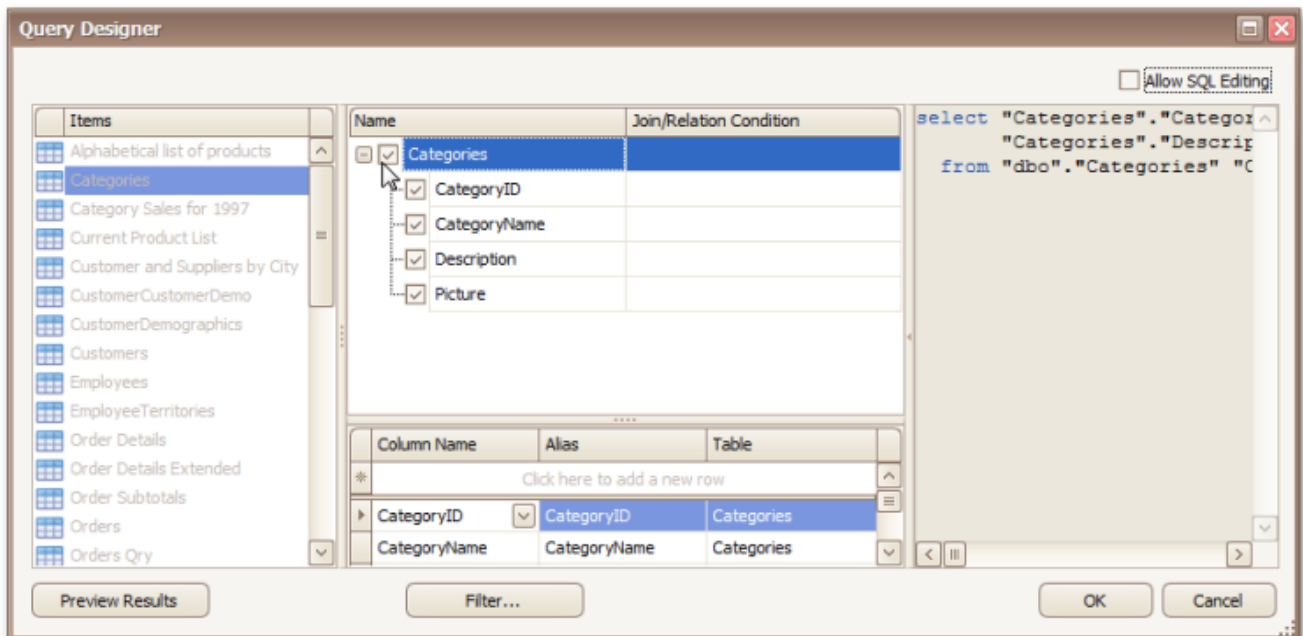 Query Designer
Allow SQL Editing
Items
Alphabetical list of products
Categories
Category Sales for 1997
Current Product List
Customer and Suppliers by City
CustomerCustomerDemo
CustomerDemographics
Customers
Employees
EmployeeTerritories
Order Details
Order Details Extended
Order Subtotals
Orders
Orders Qry
Name Join/Relation Condition
Categories
CategoryID
CategoryName
Description
Picture
Column Name Alias Table
Click here to add a new row
CategoryID CategoryID Categories
CategoryName CategoryName Categories
select "Categories"."Categor
"Categories"."Descrip
from "dbo"."Categories" "C
Preview Results
Filter...
OK
Cancel